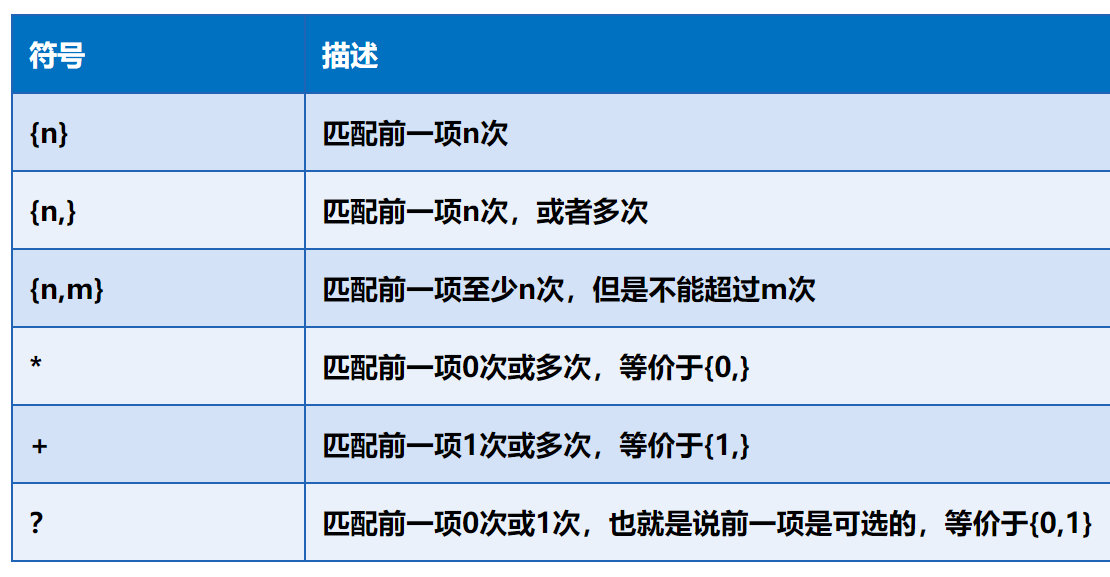 符号 描述
{n} 匹配前一项n次
{n,} 匹配前一项n次，或者多次
{n,m} 匹配前一项至少n次，但是不能超过m次
* 匹配前一项0次或多次，等价于{0,}
+ 匹配前一项1次或多次，等价于{1,}
? 匹配前一项0次或1次，也就是说前一项是可选的，等价于{0,1}